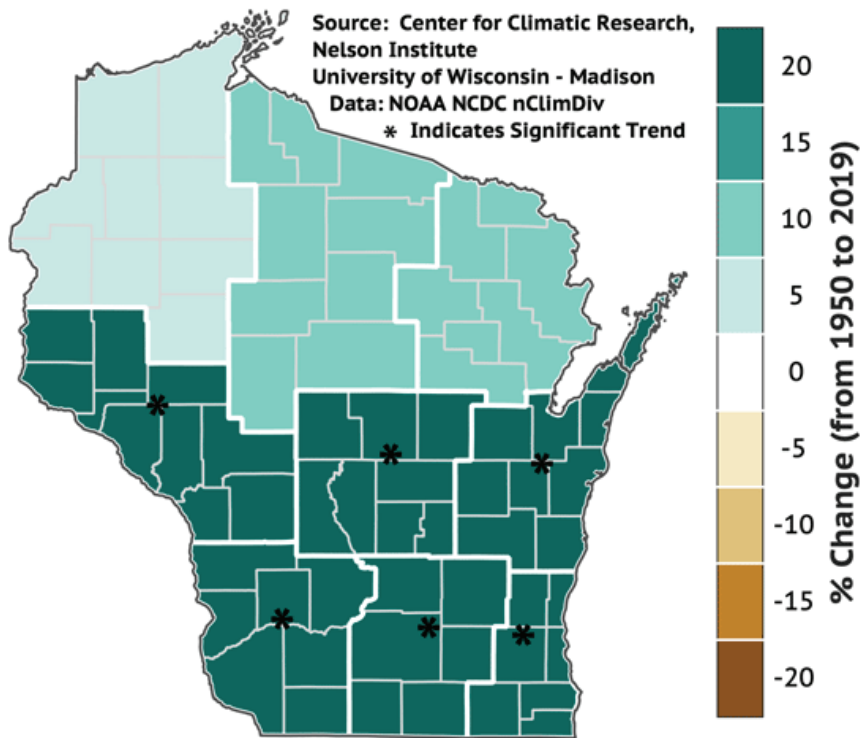 Source: Center for Climatic Research,
Nelson Institute
University of Wisconsin - Madison
Data: NOAA NCDC nClimDiv
* Indicates Significant Trend
20
15
10
5
0
-5
-10
-15
-20
% Change (from 1950 to 2019)